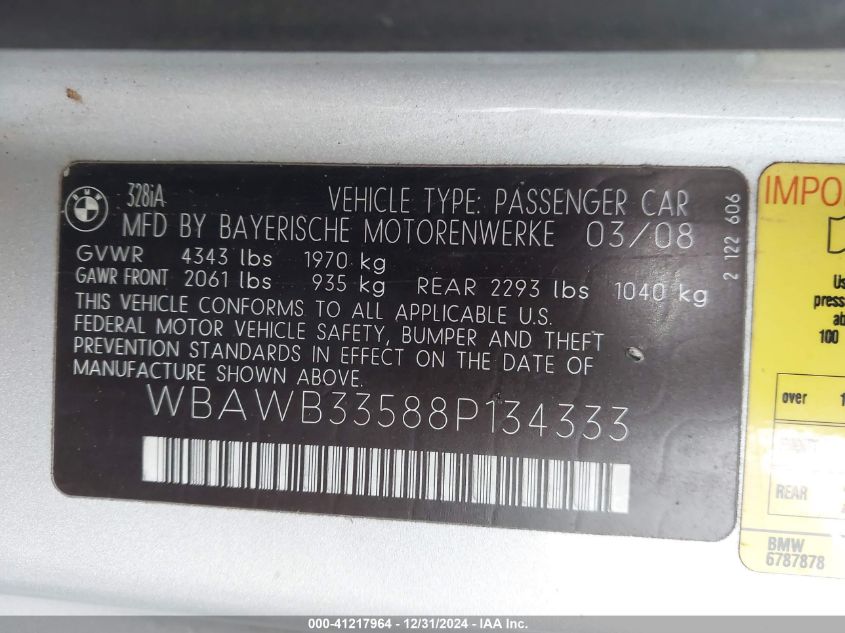 328iA VEHICLE TYPE: PASSENGER CAR
MFD BY BAYERISCHE MOTORENWERKE 03/08
GVWR 4343 lbs 1970 kg
GAWR FRONT 2061 lbs 935 kg REAR 2293 lbs 1040 kg
THIS VEHICLE CONFORMS TO ALL APPLICABLE U.S.
FEDERAL MOTOR VEHICLE SAFETY, BUMPER AND THEFT
PREVENTION STANDARDS IN EFFECT ON THE DATE OF
MANUFACTURE SHOWN ABOVE.
WBAWB33588P134333
2 122 606
over
REAR
100
BMW
6787878
000-41217964 - 12/31/2024 - IAA Inc.